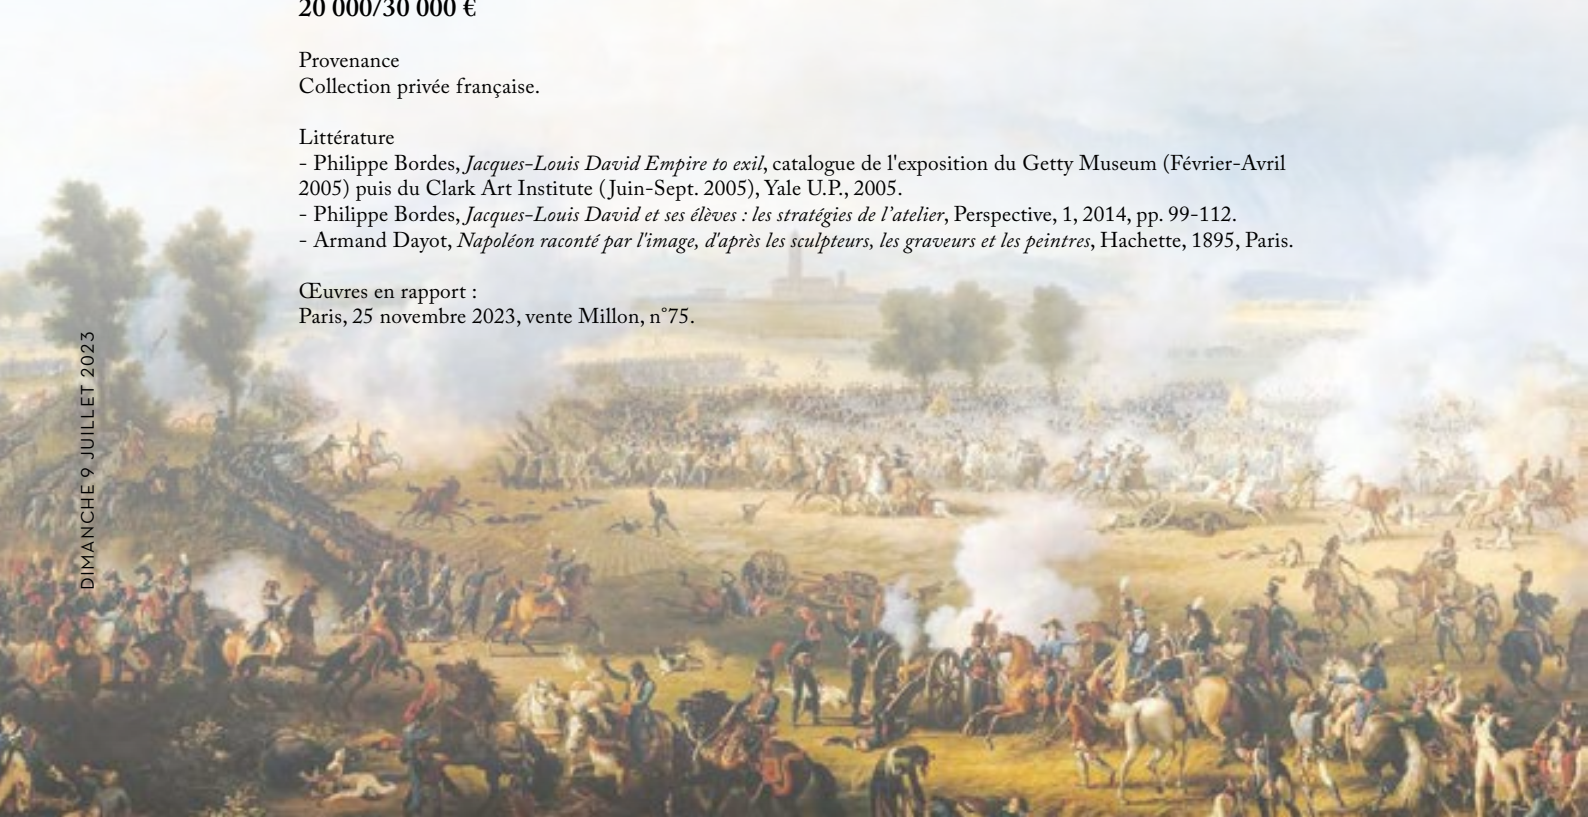 20 000/30 000 €
Provenance
Collection privée française.
Littérature
- Philippe Bordes, Jacques-Louis David Empire to exil, catalogue de l'exposition du Getty Museum (Février-Avril
2005) puis du Clark Art Institute (Juin-Sept. 2005), Yale U.P., 2005.
- Philippe Bordes, Jacques-Louis David et ses élèves : les stratégies de l’atelier, Perspective, 1, 2014, pp. 99-112.
- Armand Dayot, Napoléon raconté par l'image, d'après les sculpteurs, les graveurs et les peintres, Hachette, 1895, Paris.
Œuvres en rapport :
Paris, 25 novembre 2023, vente Millon, n°75.
DIMANCHE 9 JUILLET 2023